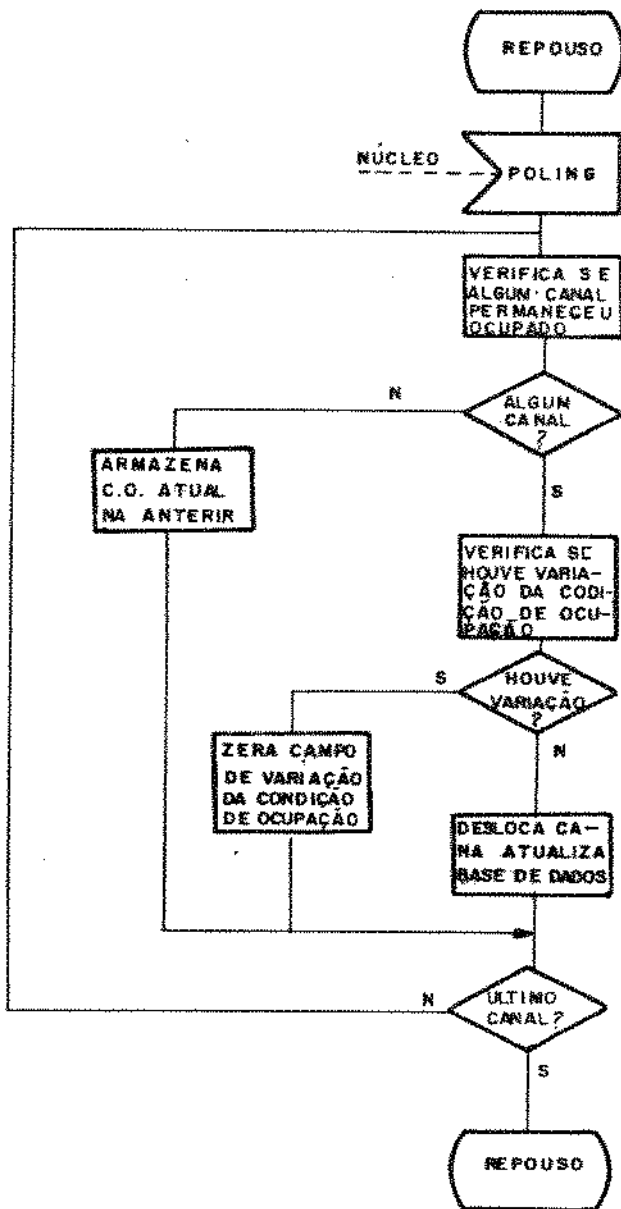 REPOUSO
NÚCLEO
POLING
VERIFICA SE
ALGUM CANAL
PERMANECEU
OCUPADO
N
ALGUM
CANAL
?
ARMAZENA
C.O. ATUAL
NA ANTERIR
S
VERIFICA SE
HOUVE VARIA-
ÇÃO DA CODI-
ÇÃO DE OCU-
PAÇÃO
S
HOUVE
VARIAÇÃO
?
N
ZERA CAMPO
DE VARIAÇÃO
DA CONDIÇÃO
DE OCUPAÇÃO
DESLOCA CA-
NA ATUALIZA
BASE DE DADOS
N
ÚLTIMO
CANAL?
S
REPOUSO